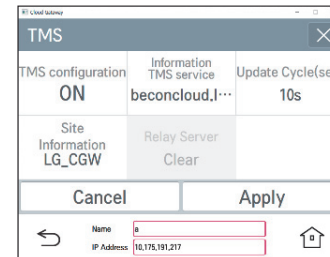 Cloud Gateway
TMS
TMS configuration
ON
Information
TMS service
beconcloud.l···
Update Cycle(se
10s
Site
Information
LG_CGW
Relay Server
Clear
Cancel
Apply
Name
a
IP Address
10,175,191,217